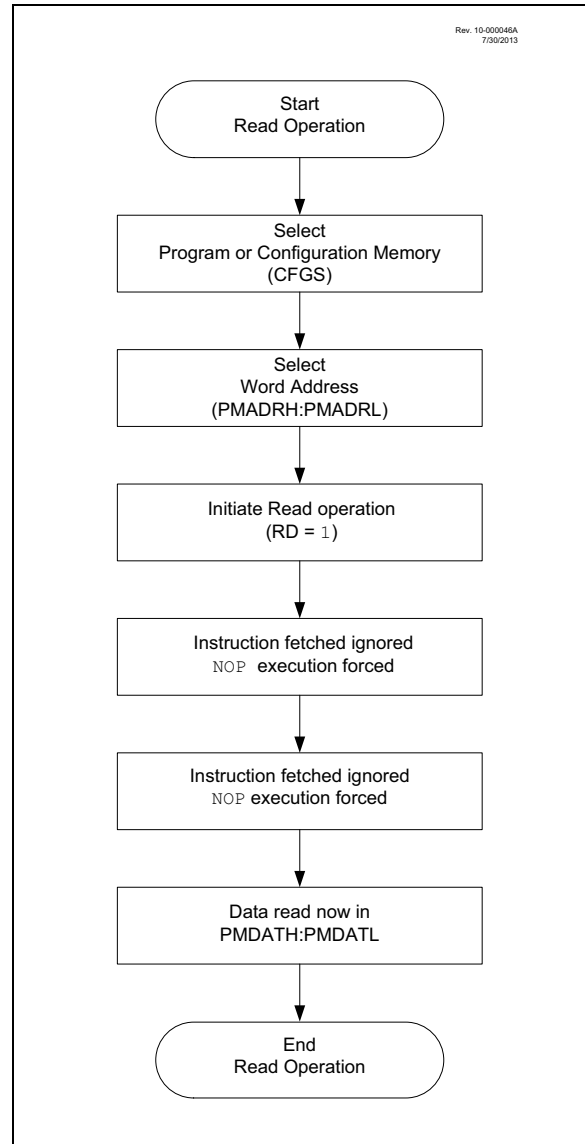 Rev. 10-000046A
7/30/2013
Start
Read Operation
Select
Program or Configuration Memory
(CFGS)
Select
Word Address
(PMADRH:PMADRL)
Initiate Read operation
(RD = 1)
Instruction fetched ignored
NOP execution forced
Instruction fetched ignored
NOP execution forced
Data read now in
PMDATH:PMDATL
End
Read Operation